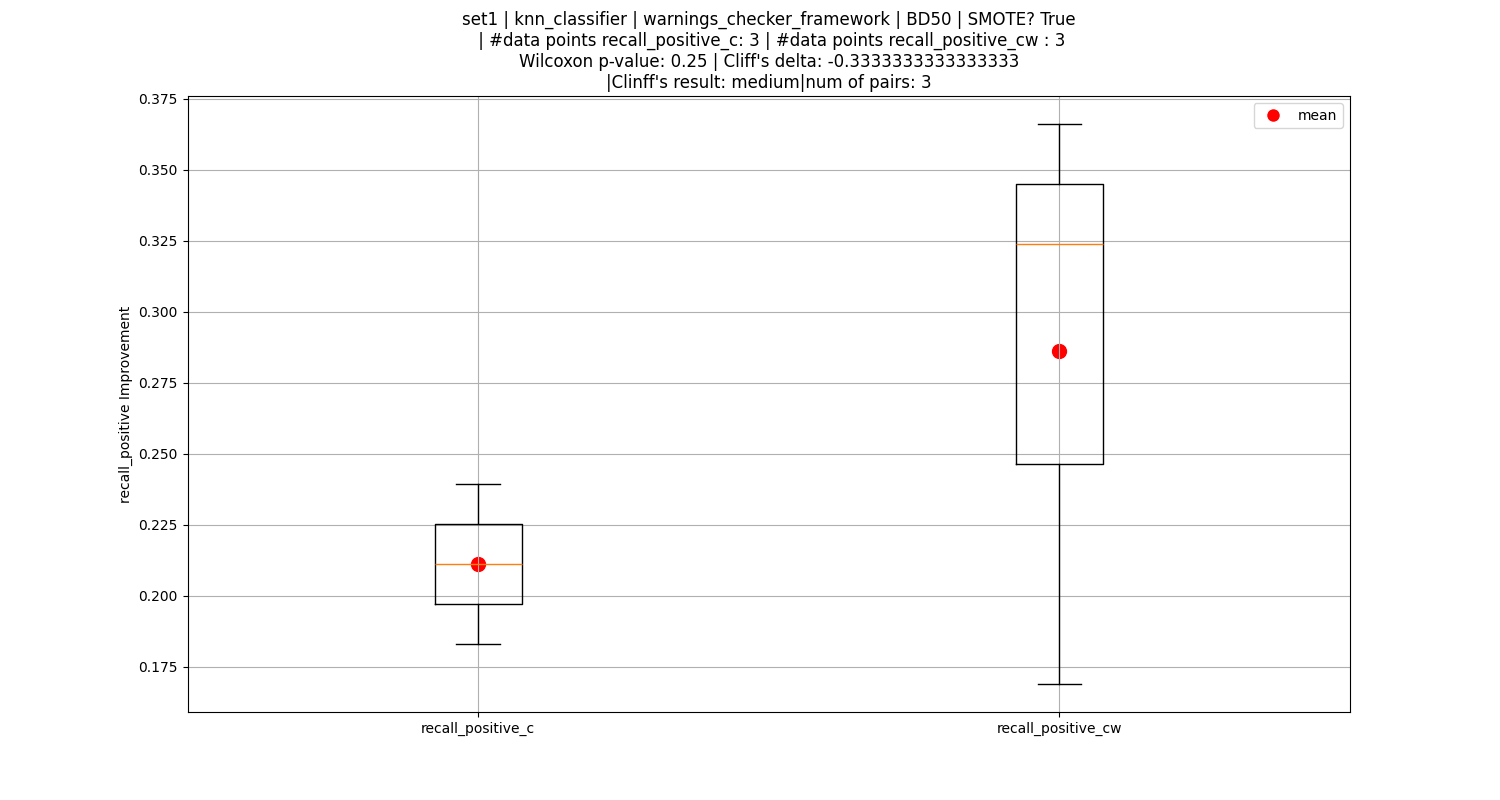 set1 | knn_classifier | warnings_checker_framework | BD50 | SMOTE? True
| #data points recall_positive_c: 3 | #data points recall_positive_cw : 3
Wilcoxon p-value: 0.25 | Cliff's delta: -0.3333333333333333
|Clinff's result: medium|num of pairs: 3
mean
recall_positive Improvement
0.375
0.350
0.325
0.300
0.275
0.250
0.225
0.200
0.175
recall_positive_c
recall_positive_cw